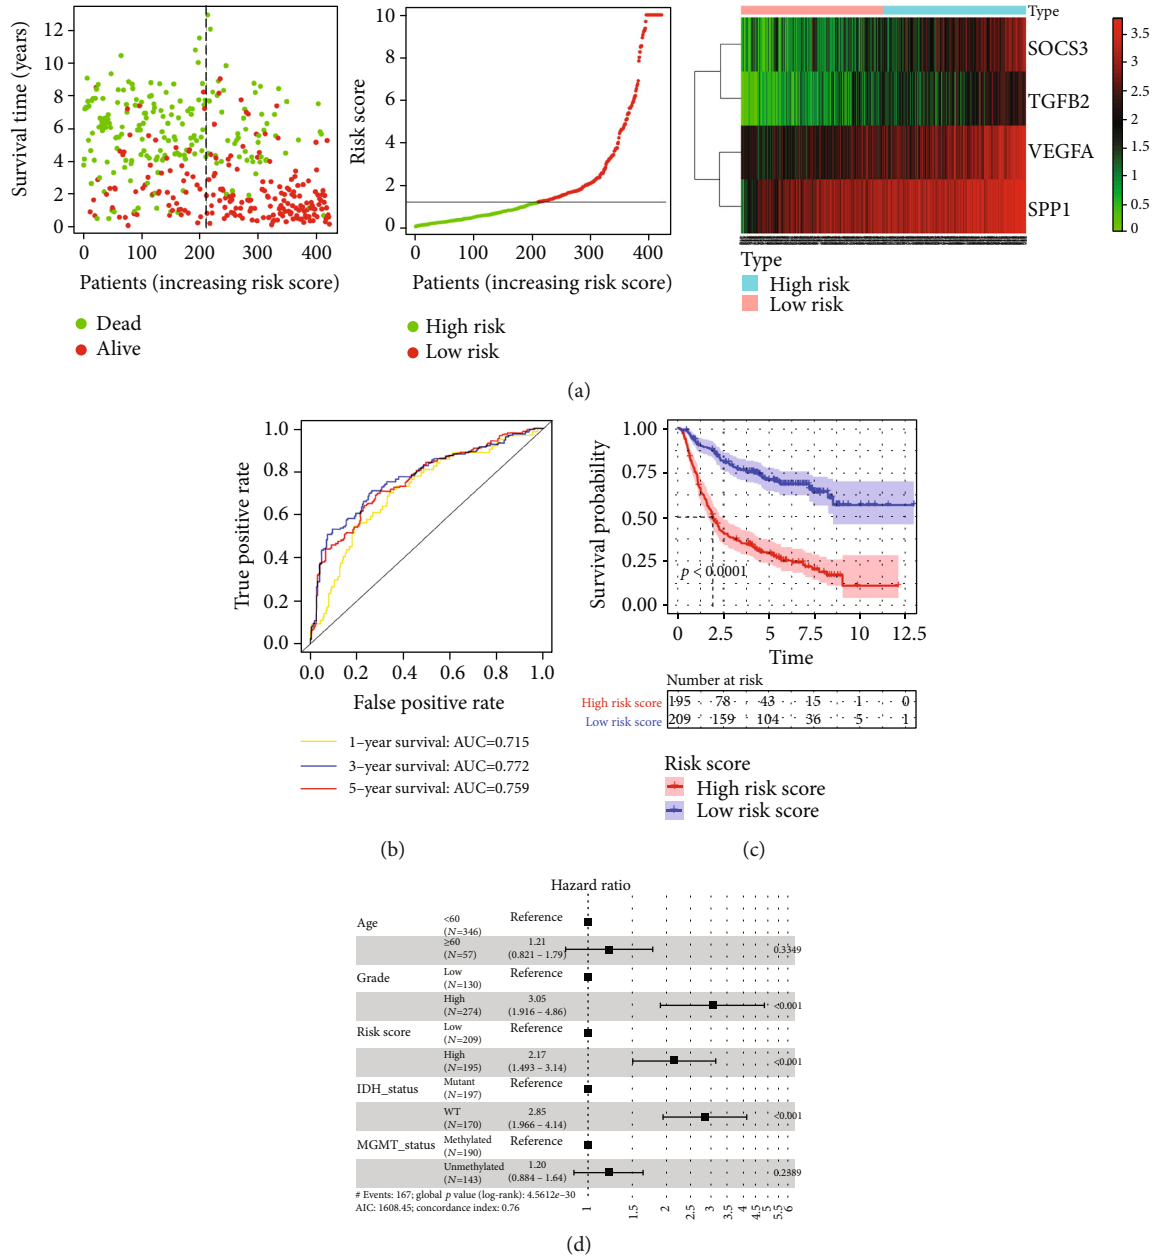 Survival time (years)
12
10
8
6
4
2
0
0 100 200 300 400
Patients (increasing risk score)
Dead
Alive
Risk score
10
8
6
4
2
0
0 100 200 300 400
Patients (increasing risk score)
High risk
Low risk
Type
SOCS3
TGFB2
VEGFA
SPP1
3.5
3
2.5
2
1.5
1
0.5
0
Type
High risk
Low risk
(a)
True positive rate
1.0
0.8
0.6
0.4
0.2
0.0
0.0 0.2 0.4 0.6 0.8 1.0
False positive rate
1–year survival: AUC=0.715
3–year survival: AUC=0.772
5–year survival: AUC=0.759
(b)
Survival probability
1.00
0.75
0.50
0.25
0.00
p < 0.0001
0 2.5 5 7.5 10 12.5
Time
Number at risk
High risk score 195 78 43 15 1 0
Low risk score 209 159 104 36 5 1
Risk score
High risk score
Low risk score
(c)
Hazard ratio
Age <60 (N=346) Reference
≥60 (N=57) 1.21 (0.821 – 1.79) 0.3349
Grade Low (N=130) Reference
High (N=274) 3.05 (1.916 – 4.86) <0.001
Risk score Low (N=209) Reference
High (N=195) 2.17 (1.493 – 3.14) <0.001
IDH_status Mutant (N=197) Reference
WT (N=170) 2.85 (1.966 – 4.14) <0.001
MGMT_status Methylated (N=190) Reference
Unmethylated (N=143) 1.20 (0.884 – 1.64) 0.2389
# Events: 167; global p value (log–rank): 4.5612e–30
AIC: 1608.45; concordance index: 0.76
1 1.5 2 2.5 3 3.5 4 4.5 5 5.5 6
(d)